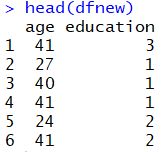 > head(dfnew)
  age education
1  41         3
2  27         1
3  40         1
4  41         1
5  24         2
6  41         2